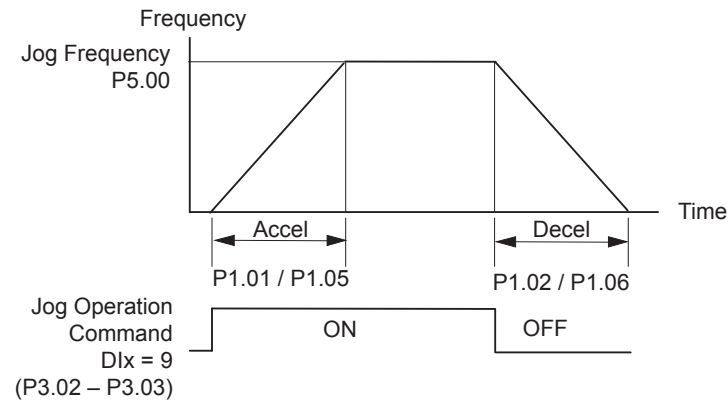 Frequency
Jog Frequency
P5.00
Time
Accel
Decel
P1.01 / P1.05
P1.02 / P1.06
Jog Operation
Command
DIx = 9
(P3.02 – P3.03)
ON
OFF